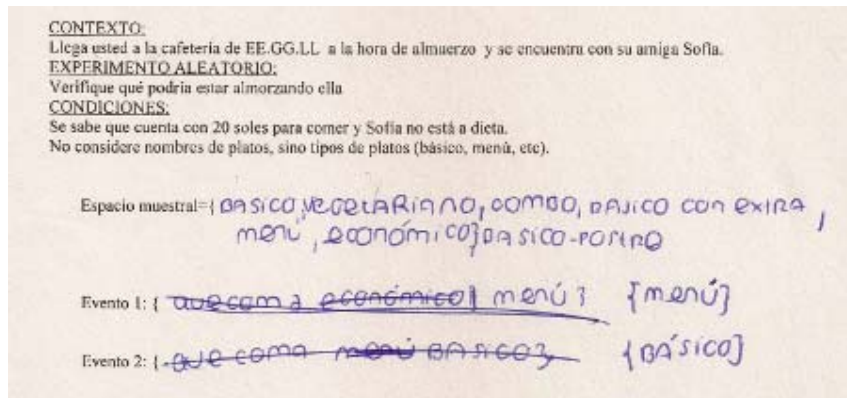 CONTEXTO:
Llega usted a la cafetería de EE.GG.LL a la hora de almuerzo y se encuentra con su amiga Sofía.
EXPERIMENTO ALEATORIO:
Verifique qué podría estar almorzando ella
CONDICIONES:
Se sabe que cuenta con 20 soles para comer y Sofía no está a dieta.
No considere nombres de platos, sino tipos de platos (básico, menú, etc).
Espacio muestral={ BASICO, VEGETARIANO, COMBO, BASICO CON EXTRA,
menú, económico} BASICO-POSTRE
Evento 1: { que coma económico} menú } {menú}
Evento 2: { que coma menú BASICO} {BÁSICO}